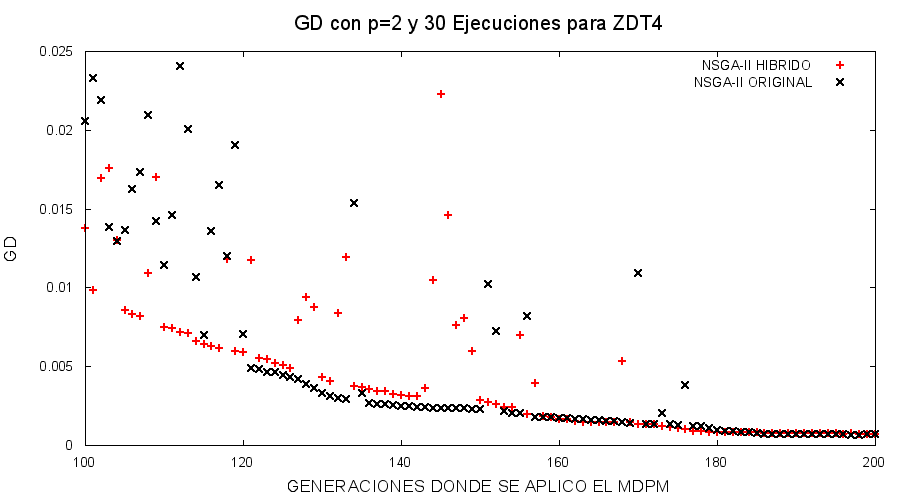 GD con p=2 y 30 Ejecuciones para ZDT4
NSGA-II HIBRIDO
NSGA-II ORIGINAL
0.025
0.02
0.015
0.01
0.005
0
GD
100 120 140 160 180 200
GENERACIONES DONDE SE APLICO EL MDPM